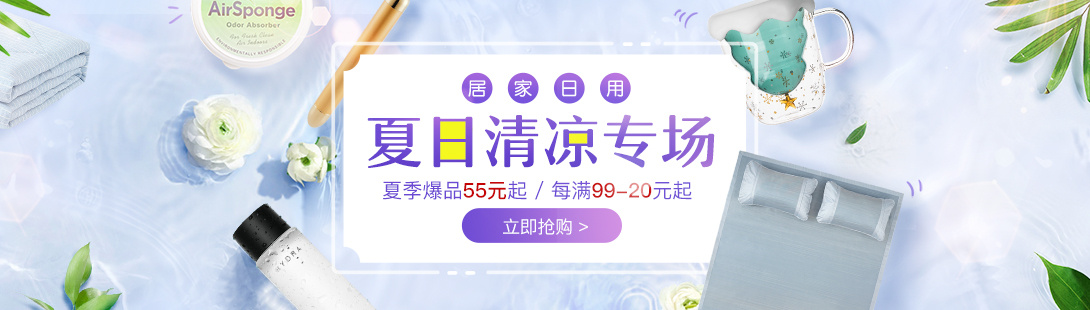 AirSponge
Odor Absorber
居家日用
夏日清凉专场
夏季爆品55元起 / 每满99-20元起
立即抢购 >
HYDRA